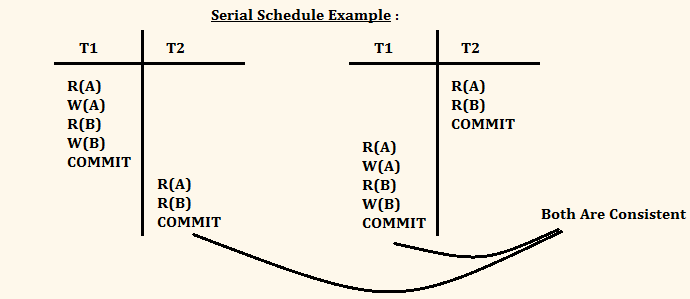 Serial Schedule Example :
T1 T2
R(A)
W(A)
R(B)
W(B)
COMMIT
R(A)
R(B)
COMMIT
T1 T2
R(A)
R(B)
COMMIT
R(A)
W(A)
R(B)
W(B)
COMMIT
Both Are Consistent